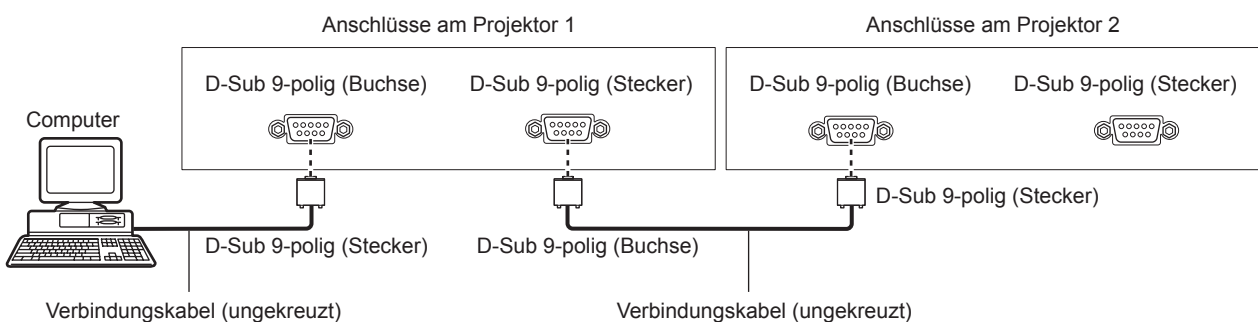 Anschlüsse am Projektor 1
Anschlüsse am Projektor 2
D-Sub 9-polig (Buchse)
D-Sub 9-polig (Stecker)
D-Sub 9-polig (Buchse)
D-Sub 9-polig (Stecker)
Computer
D-Sub 9-polig (Stecker)
D-Sub 9-polig (Stecker)
D-Sub 9-polig (Buchse)
Verbindungskabel (ungekreuzt)
Verbindungskabel (ungekreuzt)